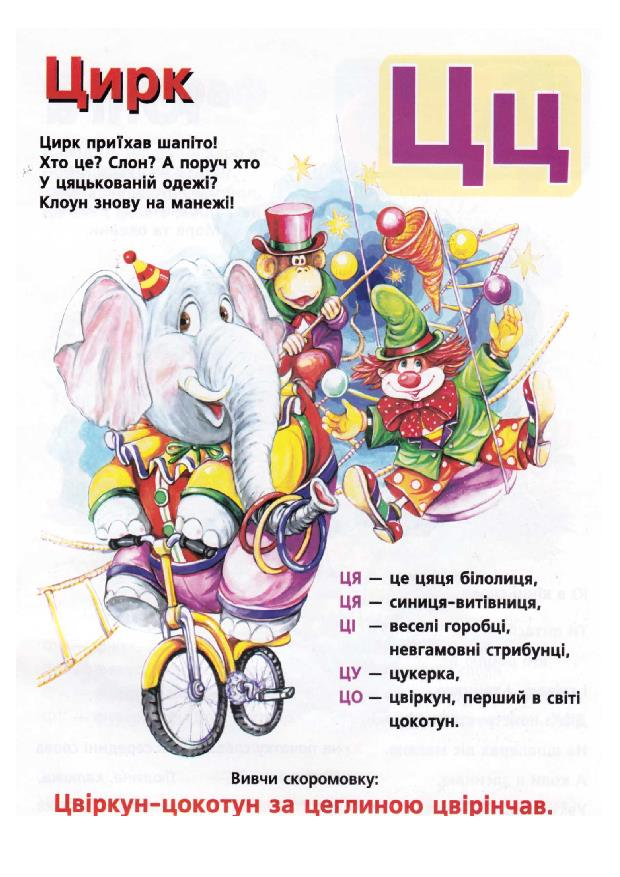 Цирк
Цц
Цирк приїхав шапіто!
Хто це? Слон? А поруч хто
У цяцькованій одежі?
Клоун знову на манежі!
ЦЯ – це цяця білолиця,
ЦЯ – синиця-витівниця,
ЦІ – веселі горобці,
невгамовні стрибунці,
ЦУ – цукерка,
ЦО – цвіркун, перший в світі
цокотун.
Вивчи скоромовку:
Цвіркун-цокотун за цеглиною цвірінчав.